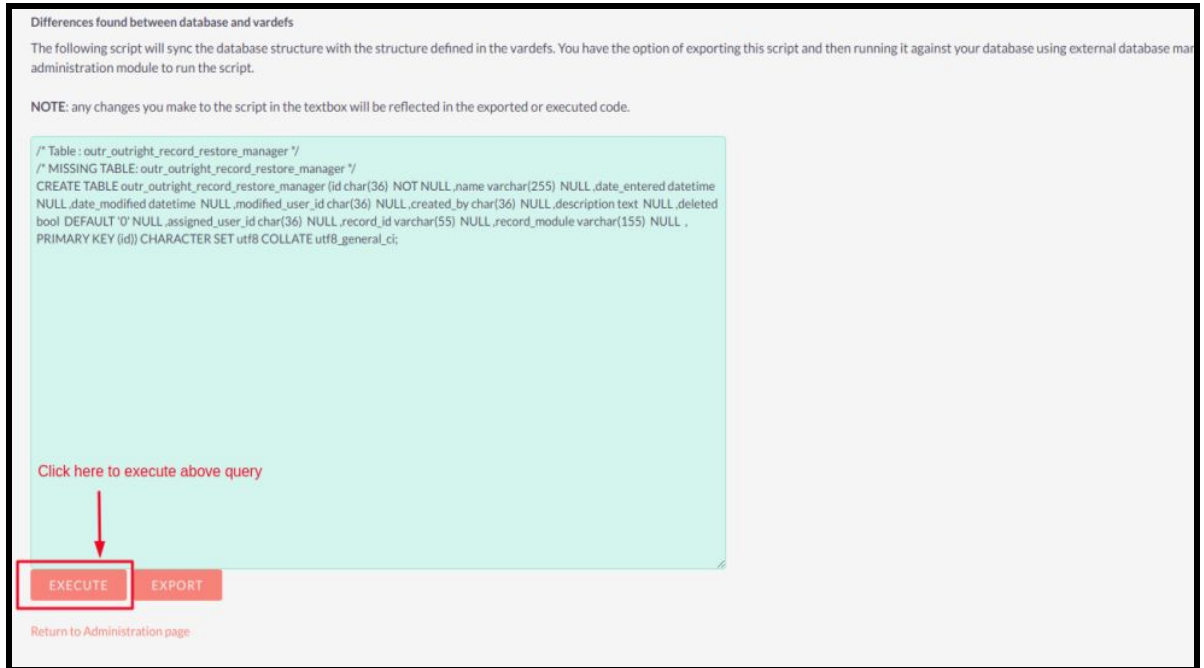 Differences found between database and vardefs
The following script will sync the database structure with the structure defined in the vardefs. You have the option of exporting this script and then running it against your database using external database
administration module to run the script.
NOTE: any changes you make to the script in the textbox will be reflected in the exported or executed code.
/* Table : outr_outright_record_restore_manager */
/* MISSING TABLE: outr_outright_record_restore_manager */
CREATE TABLE outr_outright_record_restore_manager (id char(36) NOT NULL ,name varchar(255) NULL ,date_entered datetime
NULL ,date_modified datetime NULL ,modified_user_id char(36) NULL ,created_by char(36) NULL ,description text NULL ,deleted
bool DEFAULT '0' NULL ,assigned_user_id char(36) NULL ,record_id varchar(55) NULL ,record_module varchar(155) NULL ,
PRIMARY KEY (id)) CHARACTER SET utf8 COLLATE utf8_general_ci;
Click here to execute above query
EXECUTE EXPORT
Return to Administration page